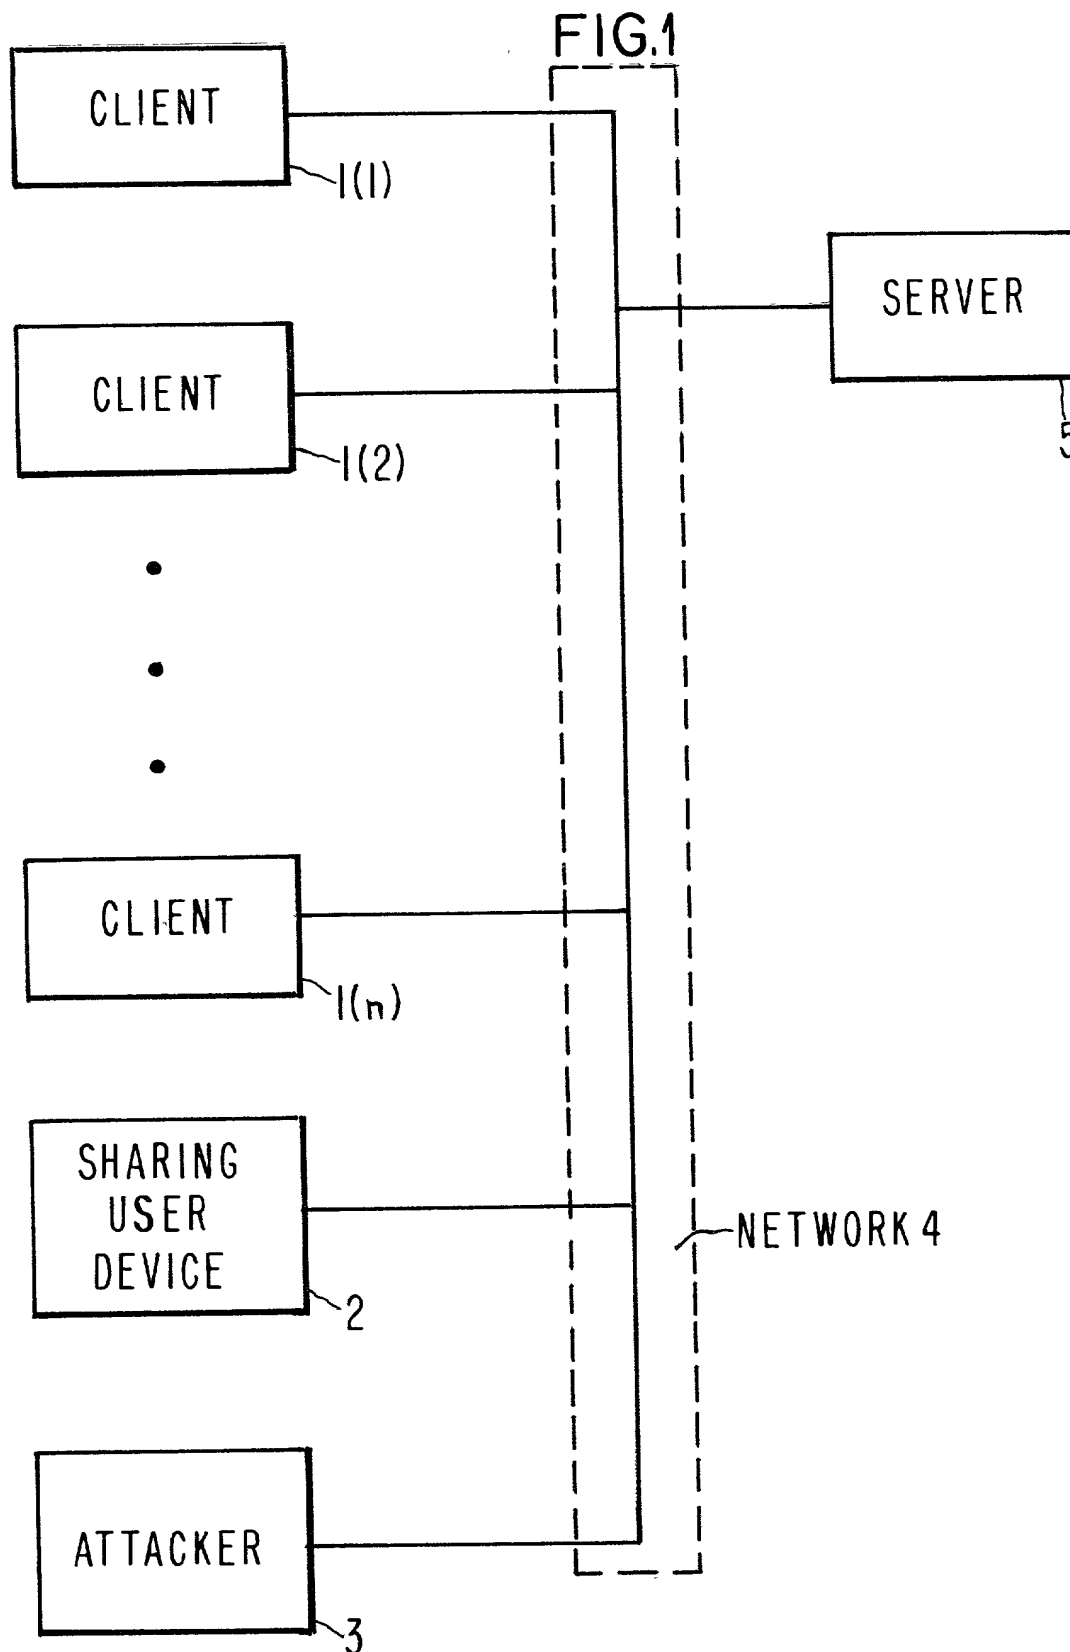 FIG.1
CLIENT
1(1)
SERVER
5
CLIENT
1(2)
CLIENT
1(n)
SHARING
USER
DEVICE
2
NETWORK 4
ATTACKER
3